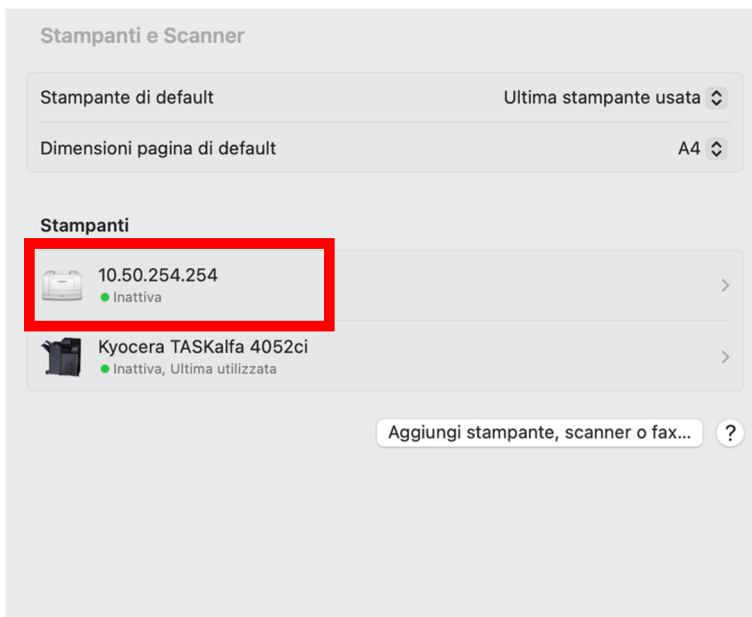 Stampanti e Scanner
Stampante di default Ultima stampante usata
Dimensioni pagina di default A4
Stampanti
10.50.254.254
Inattiva
Kyocera TASKalfa 4052ci
Inattiva, Ultima utilizzata
Aggiungi stampante, scanner o fax... ?